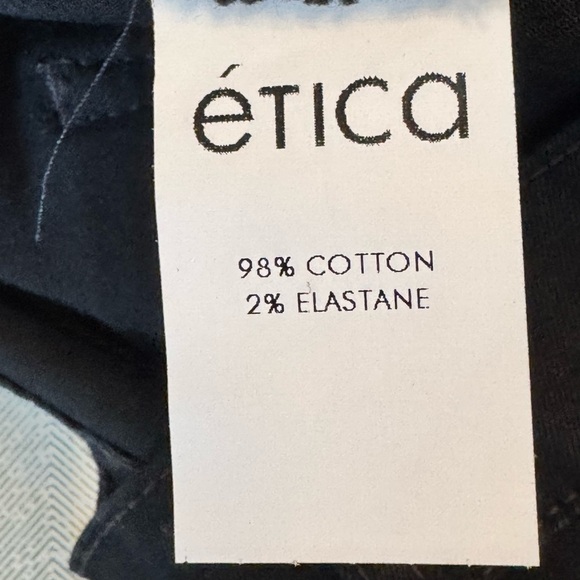 éTICa
98% COTTON
2% ELASTANE